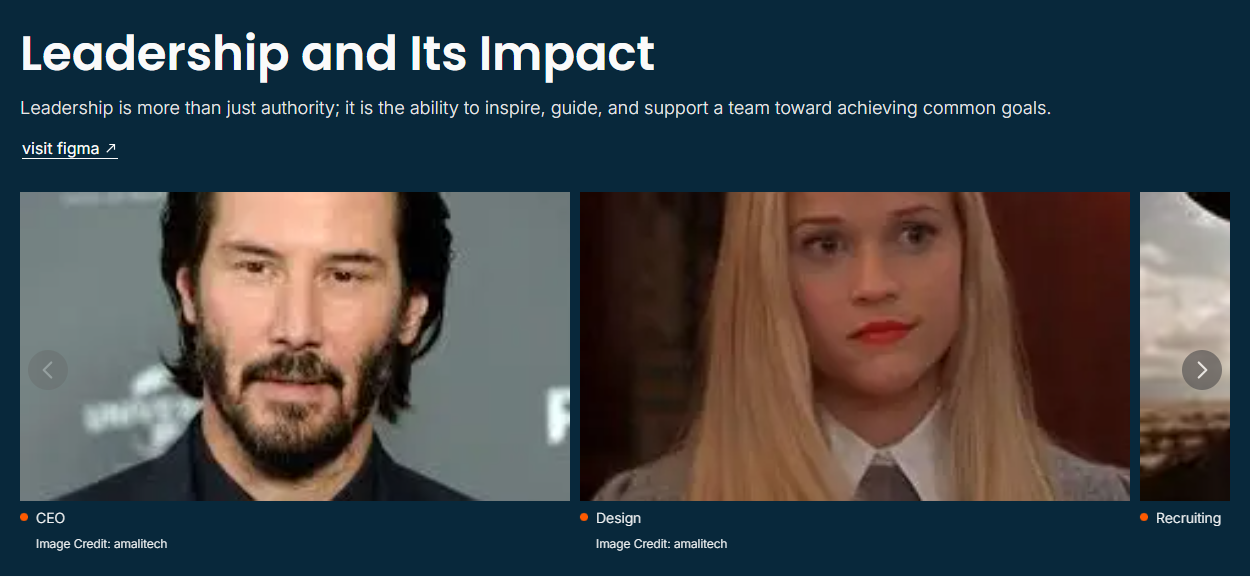 Leadership and Its Impact
Leadership is more than just authority; it is the ability to inspire, guide, and support a team toward achieving common goals.
visit figma ↗
CEO
Image Credit: amalitech
Design
Image Credit: amalitech
Recruiting